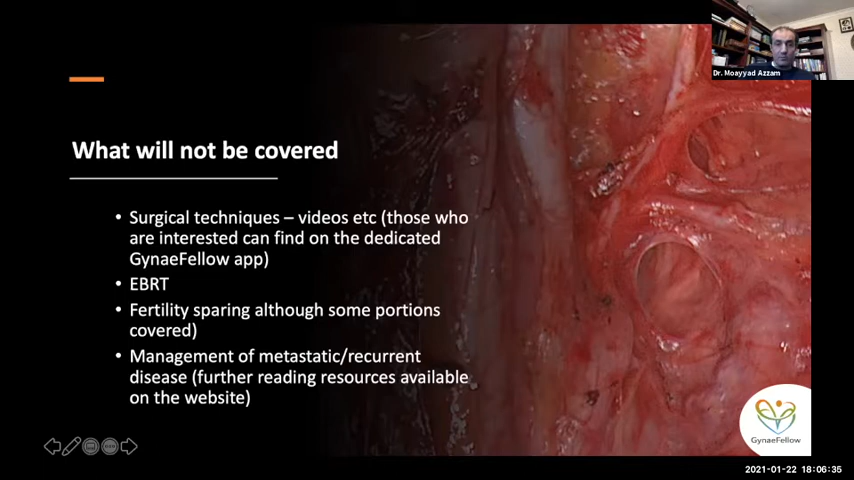 Dr. Moayyad Azzam
What will not be covered
• Surgical techniques – videos etc (those who
are interested can find on the dedicated
GynaeFellow app)
• EBRT
• Fertility sparing although some portions
covered)
• Management of metastatic/recurrent
disease (further reading resources available
on the website)
GynaeFellow
2021-01-22 18:06:35